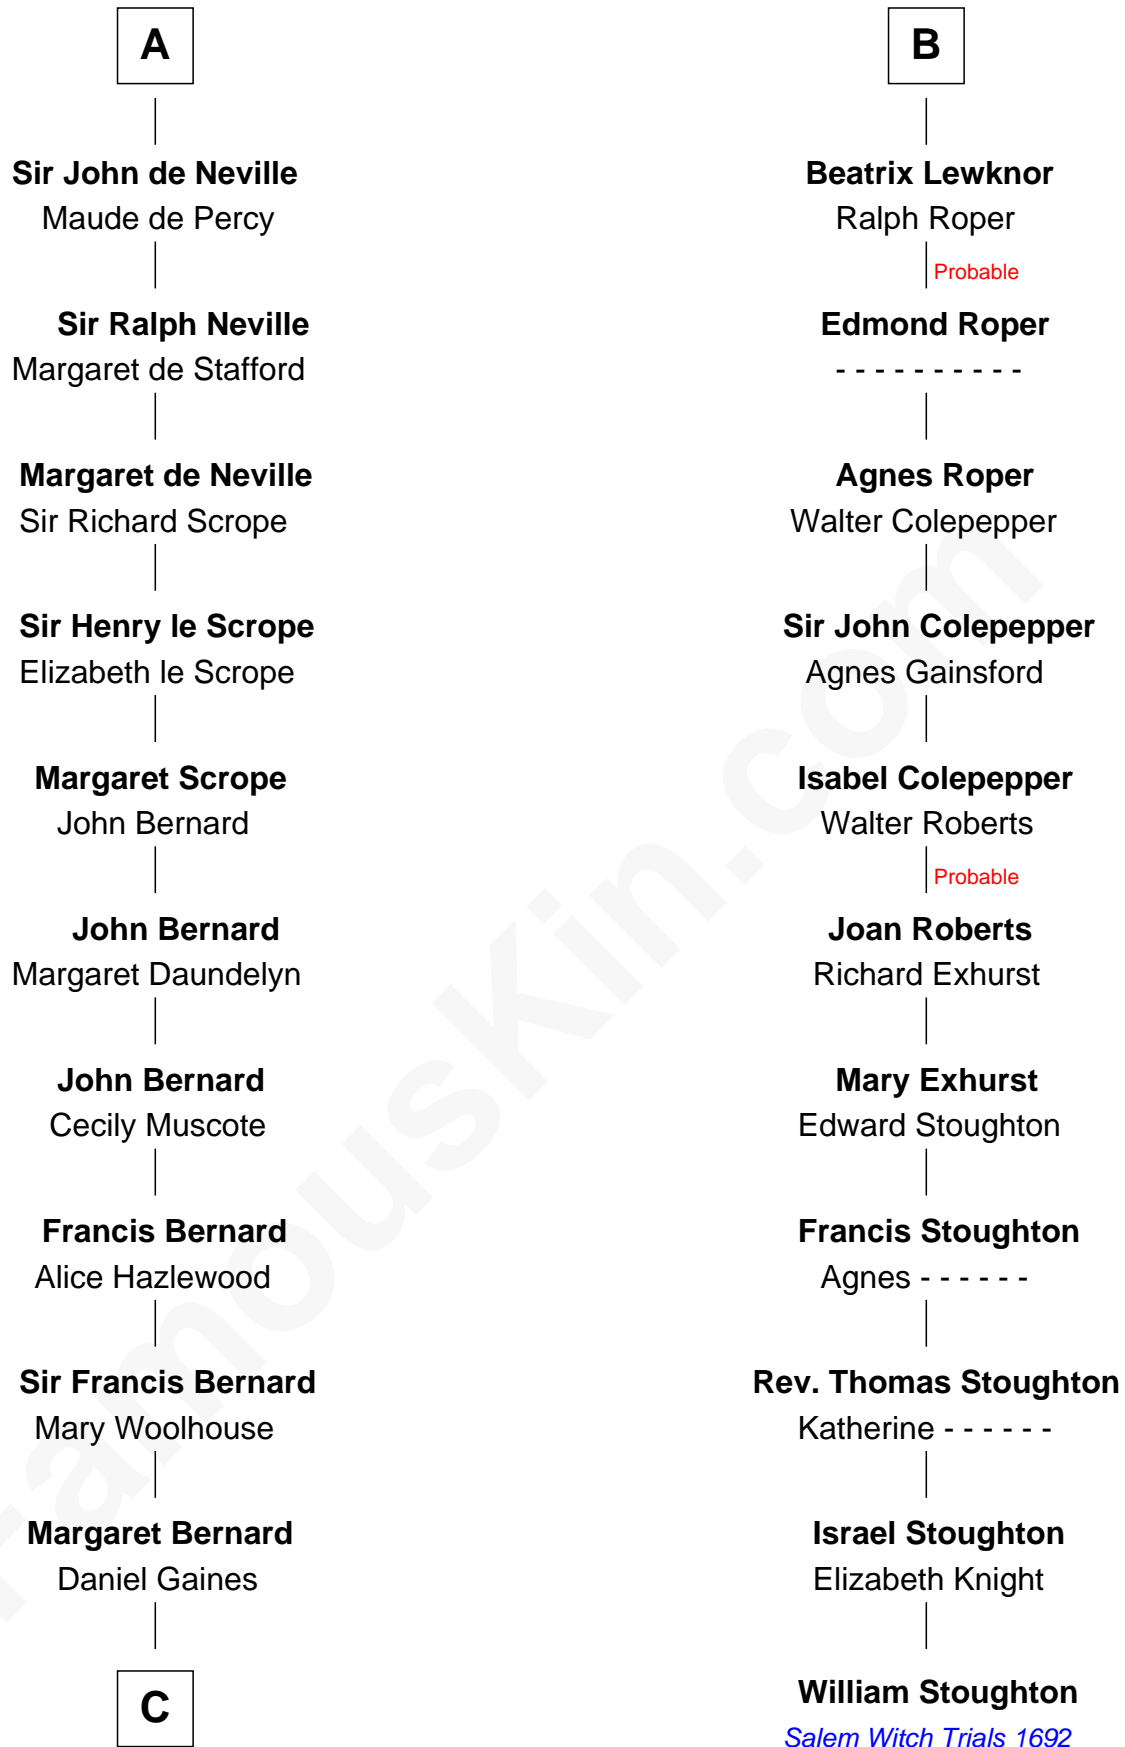 A
Sir John de Neville
Maude de Percy
Sir Ralph Neville
Margaret de Stafford
Margaret de Neville
Sir Richard Scrope
Sir Henry le Scrope
Elizabeth le Scrope
Margaret Scrope
John Bernard
John Bernard
Margaret Daundelyn
John Bernard
Cecily Muscote
Francis Bernard
Alice Hazlewood
Sir Francis Bernard
Mary Woolhouse
Margaret Bernard
Daniel Gaines
C
B
Beatrix Lewknor
Ralph Roper
Probable
Edmond Roper
- - - - - - - - - -
Agnes Roper
Walter Colepepper
Sir John Colepepper
Agnes Gainsford
Isabel Colepepper
Walter Roberts
Probable
Joan Roberts
Richard Exhurst
Mary Exhurst
Edward Stoughton
Francis Stoughton
Agnes - - - - - -
Rev. Thomas Stoughton
Katherine - - - - - -
Israel Stoughton
Elizabeth Knight
William Stoughton
Salem Witch Trials 1692
FamousKin.com